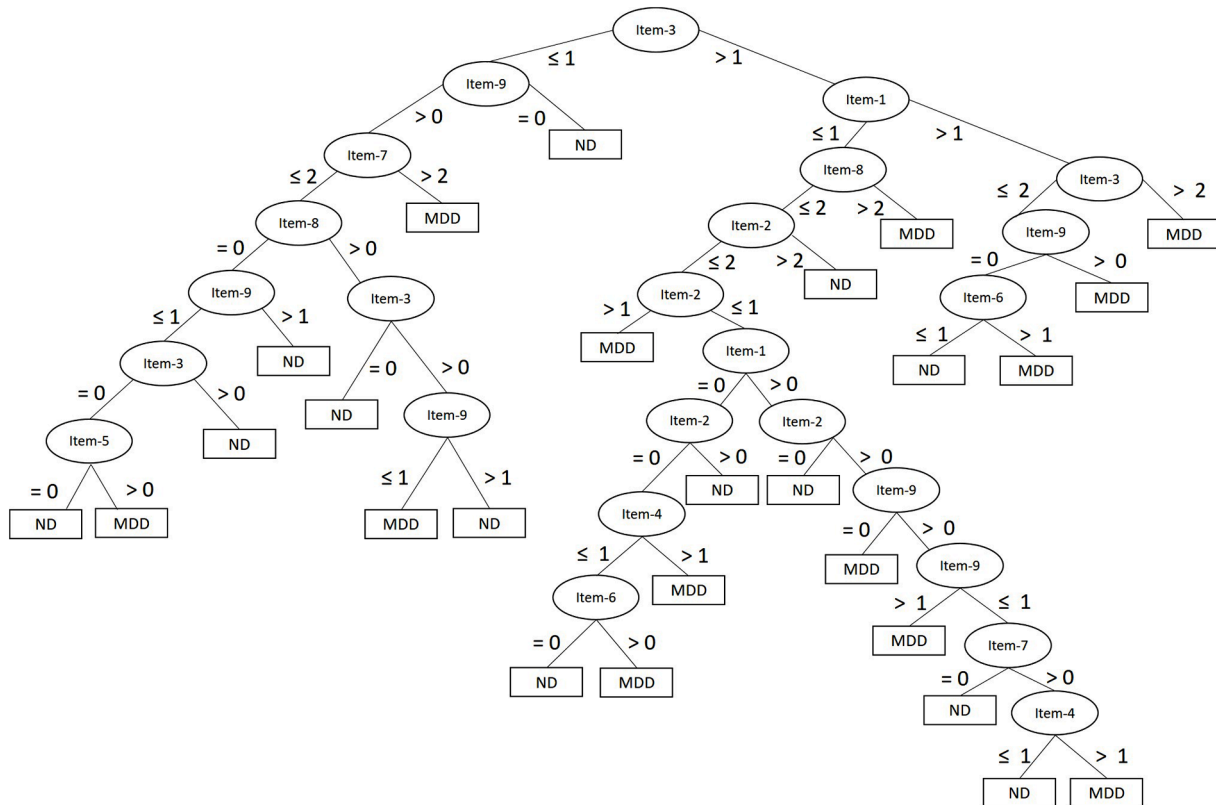 Item-3
≤ 1
> 1
Item-9
Item-1
> 0
= 0
ND
≤ 1
> 1
Item-7
Item-8
Item-3
≤ 2
> 2
MDD
≤ 2
> 2
MDD
≤ 2
> 2
MDD
Item-8
Item-2
Item-9
= 0
> 0
≤ 2
> 2
ND
= 0
> 0
MDD
Item-9
Item-3
Item-2
Item-6
≤ 1
> 1
ND
> 1
MDD
≤ 1
≤ 1
ND
> 1
MDD
Item-3
= 0
ND
> 0
Item-1
= 0
> 0
ND
Item-9
= 0
> 0
Item-5
Item-2
Item-2
= 0
ND
> 0
MDD
≤ 1
MDD
> 1
ND
= 0
> 0
ND
= 0
ND
> 0
Item-4
Item-9
≤ 1
> 1
MDD
= 0
MDD
> 0
Item-6
Item-9
= 0
ND
> 0
MDD
> 1
MDD
≤ 1
Item-7
= 0
ND
> 0
Item-4
≤ 1
ND
> 1
MDD